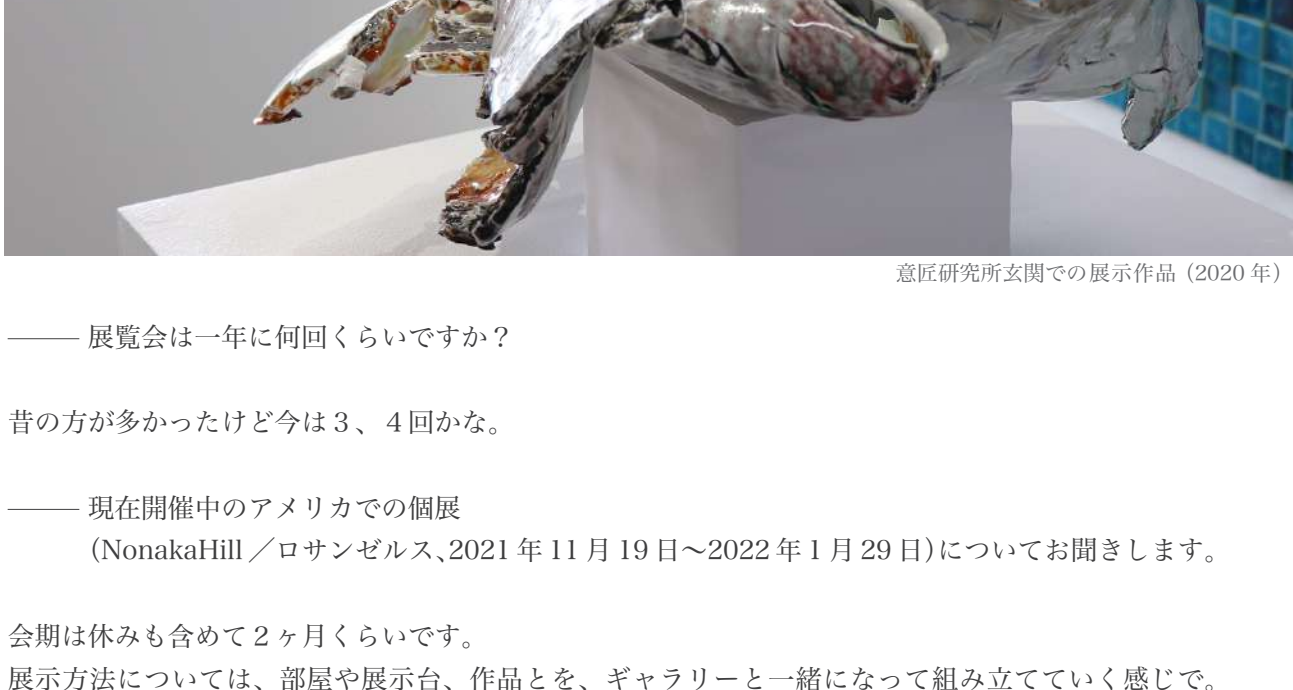 意匠研究所玄関での展示作品（2020 年）
――― 展覧会は一年に何回くらいですか？
昔の方が多かったけど今は３、４回かな。
――― 現在開催中のアメリカでの個展
(NonakaHill ／ロサンゼルス、2021 年 11 月 19 日〜2022 年 1 月 29 日)についてお聞きします。
会期は休みも含めて２ヶ月くらいです。
展示方法については、部屋や展示台、作品とを、ギャラリーと一緒になって組み立てていく感じで。